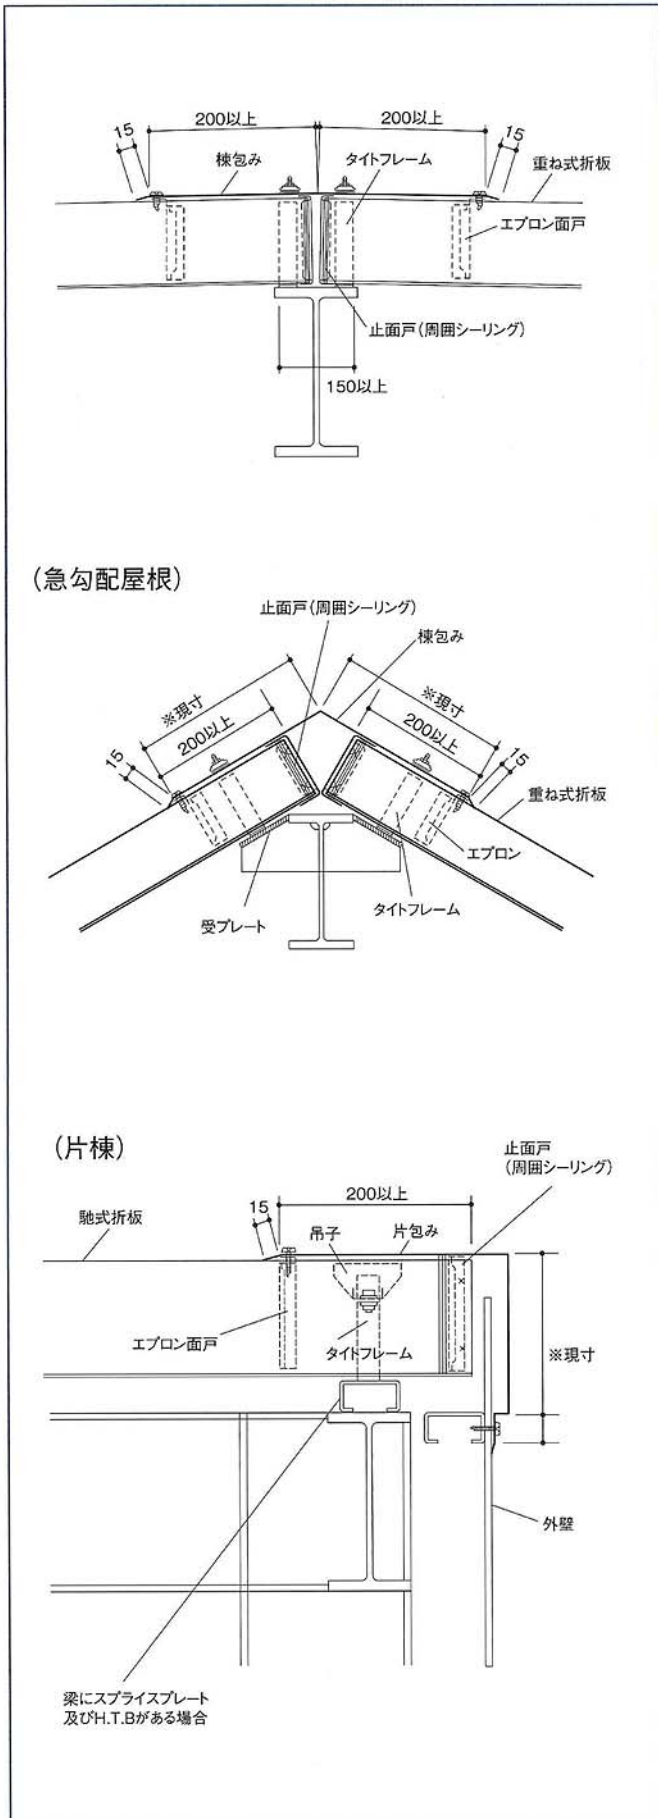 200以上
200以上
15
15
棟包み
タイトフレーム
重ね式折板
エプロン面戸
止面戸(周囲シーリング)
150以上
(急勾配屋根)
止面戸(周囲シーリング)
棟包み
※現寸
※現寸
200以上
200以上
15
15
重ね式折板
エプロン
タイトフレーム
受プレート
(片棟)
止面戸
(周囲シーリング)
200以上
15
馳式折板
吊子
片包み
エプロン面戸
タイトフレーム
※現寸
外壁
梁にスプライスプレート
及びH.T.Bがある場合